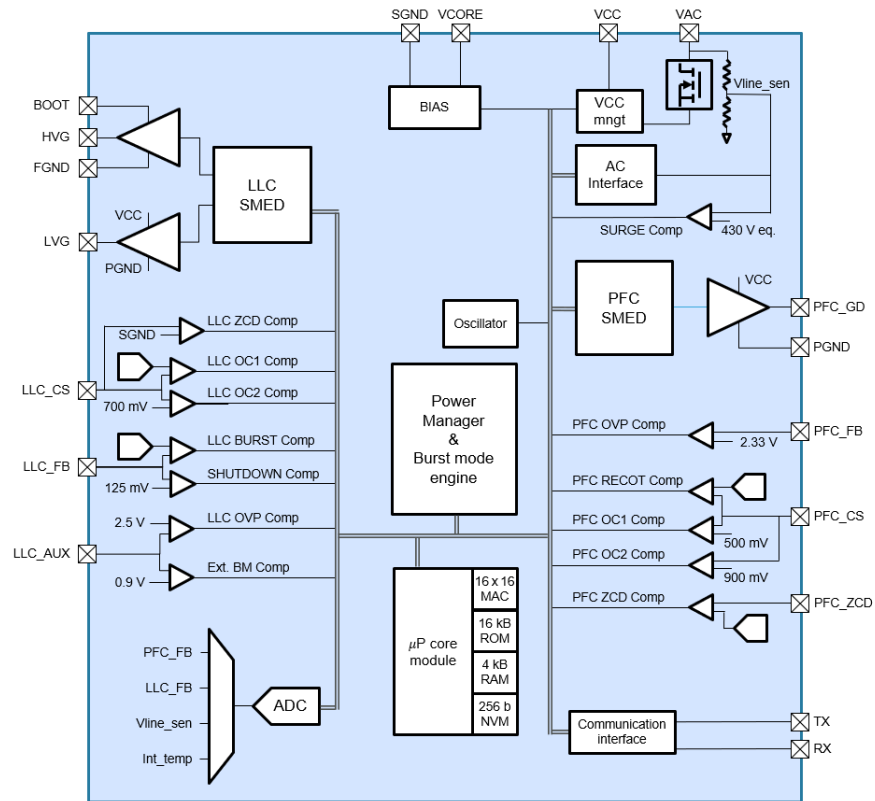 SGND VCORE VCC VAC
BOOT
HVG
FGND
BIAS
VCC
mngt
Vline_sen
LLC
SMED
AC
Interface
VCC
LVG
PGND
SURGE Comp
430 V eq.
PFC
SMED
VCC
PFC_GD
PGND
Oscillator
LLC ZCD Comp
SGND
LLC OC1 Comp
LLC_CS
LLC OC2 Comp
700 mV
Power
Manager
&
Burst mode
engine
LLC BURST Comp
LLC_FB
SHUTDOWN Comp
125 mV
PFC OVP Comp
2.33 V
PFC_FB
PFC RECOT Comp
PFC_CS
PFC OC1 Comp
500 mV
PFC OC2 Comp
900 mV
2.5 V
LLC OVP Comp
LLC_AUX
Ext. BM Comp
0.9 V
PFC ZCD Comp
PFC_ZCD
µP core
module
16 x 16
MAC
16 kB
ROM
4 kB
RAM
256 b
NVM
PFC_FB
LLC_FB
Vline_sen
Int_temp
ADC
Communication
interface
TX
RX